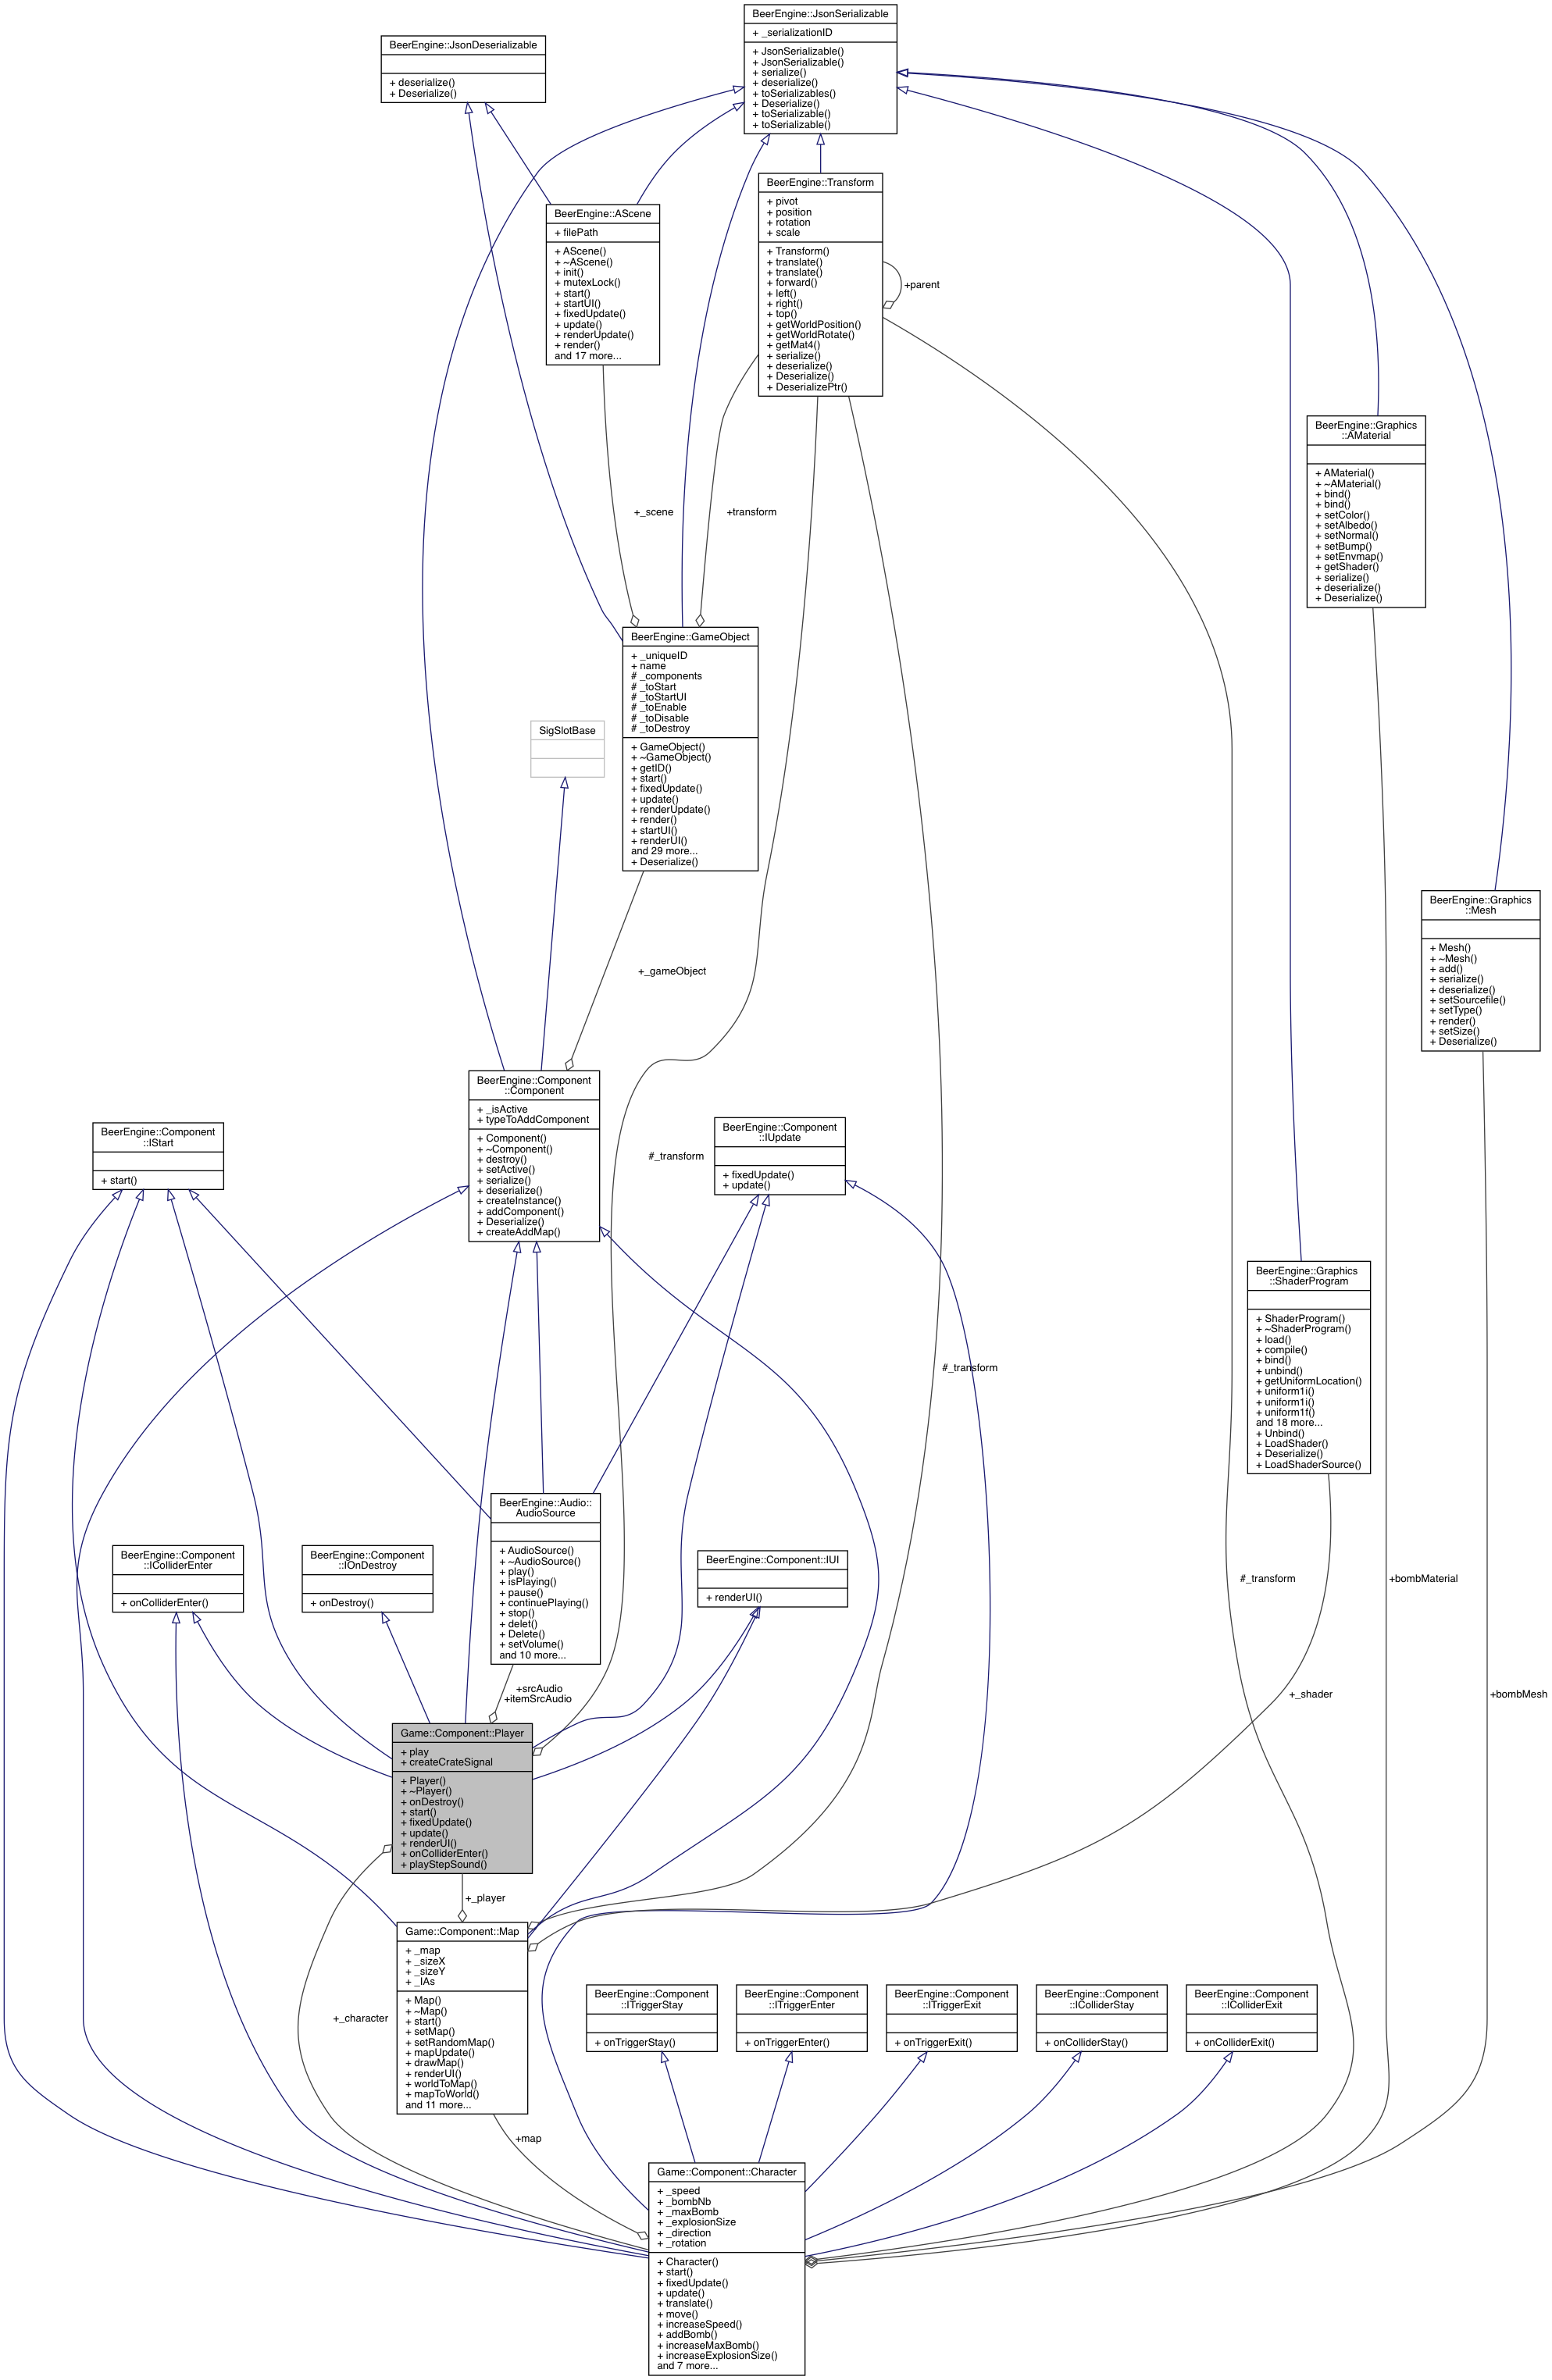 BeerEngine::JsonSerializable
+ _serializationID
+ JsonSerializable()
+ JsonSerializable()
+ serialize()
+ deserialize()
+ toSerializables()
+ Deserialize()
+ toSerializable()
+ toSerializable()
BeerEngine::JsonDeserializable
+ deserialize()
+ Deserialize()
BeerEngine::Transform
+ pivot
+ position
+ rotation
+ scale
+ Transform()
+ translate()
+ translate()
+ forward()
+ left()
+ right()
+ top()
+ getWorldPosition()
+ getWorldRotate()
+ getMat4()
+ serialize()
+ deserialize()
+ Deserialize()
+ DeserializePtr()
+parent
BeerEngine::AScene
+ filePath
+ AScene()
+ ~AScene()
+ init()
+ mutexLock()
+ start()
+ startUI()
+ fixedUpdate()
+ update()
+ renderUpdate()
+ render()
and 17 more...
BeerEngine::Graphics
::AMaterial
+ AMaterial()
+ ~AMaterial()
+ bind()
+ bind()
+ setColor()
+ setAlbedo()
+ setNormal()
+ setBump()
+ setEnvmap()
+ getShader()
+ serialize()
+ deserialize()
+ Deserialize()
+_scene
+transform
BeerEngine::GameObject
+ _uniqueID
+ name
# _components
# _toStart
# _toStartUI
# _toEnable
# _toDisable
# _toDestroy
+ GameObject()
+ ~GameObject()
+ getID()
+ start()
+ fixedUpdate()
+ update()
+ renderUpdate()
+ render()
+ startUI()
+ renderUI()
and 29 more...
+ Deserialize()
SigSlotBase
BeerEngine::Graphics
::Mesh
+ Mesh()
+ ~Mesh()
+ add()
+ serialize()
+ deserialize()
+ setSourcefile()
+ setType()
+ render()
+ setSize()
+ Deserialize()
+_gameObject
BeerEngine::Component
::Component
+ _isActive
+ typeToAddComponent
+ Component()
+ ~Component()
+ destroy()
+ setActive()
+ serialize()
+ deserialize()
+ createInstance()
+ addComponent()
+ Deserialize()
+ createAddMap()
BeerEngine::Component
::IStart
+ start()
#_transform
BeerEngine::Component
::IUpdate
+ fixedUpdate()
+ update()
BeerEngine::Graphics
::ShaderProgram
+ ShaderProgram()
+ ~ShaderProgram()
+ load()
+ compile()
+ bind()
+ unbind()
+ getUniformLocation()
+ uniform1i()
+ uniform1i()
+ uniform1f()
and 18 more...
+ Unbind()
+ LoadShader()
+ Deserialize()
+ LoadShaderSource()
#_transform
BeerEngine::Audio::
AudioSource
+ AudioSource()
+ ~AudioSource()
+ play()
+ isPlaying()
+ pause()
+ continuePlaying()
+ stop()
+ delet()
+ Delete()
+ setVolume()
and 10 more...
BeerEngine::Component
::IColliderEnter
+ onColliderEnter()
BeerEngine::Component
::IOnDestroy
+ onDestroy()
BeerEngine::Component::IUI
+ renderUI()
#_transform
+bombMaterial
+srcAudio
+itemSrcAudio
+_shader
+bombMesh
Game::Component::Player
+ play
+ createCrateSignal
+ Player()
+ ~Player()
+ onDestroy()
+ start()
+ fixedUpdate()
+ update()
+ renderUI()
+ onColliderEnter()
+ playStepSound()
+_player
Game::Component::Map
+ _map
+ _sizeX
+ _sizeY
+ _IAs
+ Map()
+ ~Map()
+ start()
+ setMap()
+ setRandomMap()
+ mapUpdate()
+ drawMap()
+ renderUI()
+ worldToMap()
+ mapToWorld()
and 11 more...
+_character
BeerEngine::Component
::ITriggerStay
+ onTriggerStay()
BeerEngine::Component
::ITriggerEnter
+ onTriggerEnter()
BeerEngine::Component
::ITriggerExit
+ onTriggerExit()
BeerEngine::Component
::IColliderStay
+ onColliderStay()
BeerEngine::Component
::IColliderExit
+ onColliderExit()
+map
Game::Component::Character
+ _speed
+ _bombNb
+ _maxBomb
+ _explosionSize
+ _direction
+ _rotation
+ Character()
+ start()
+ fixedUpdate()
+ update()
+ translate()
+ move()
+ increaseSpeed()
+ addBomb()
+ increaseMaxBomb()
+ increaseExplosionSize()
and 7 more...